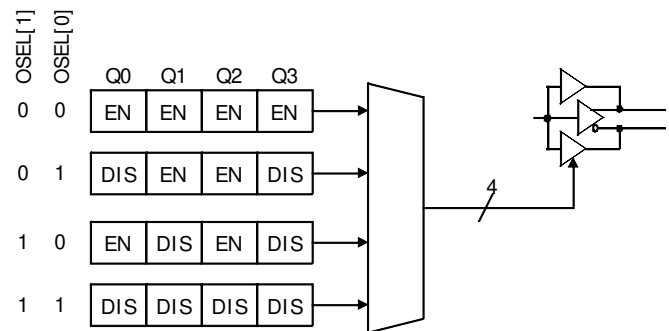 OSEL[1]
OSEL[0]
Q0 Q1 Q2 Q3
0 0 EN EN EN EN
0 1 DIS EN EN DIS
4
1 0 EN DIS EN DIS
1 1 DIS DIS DIS DIS